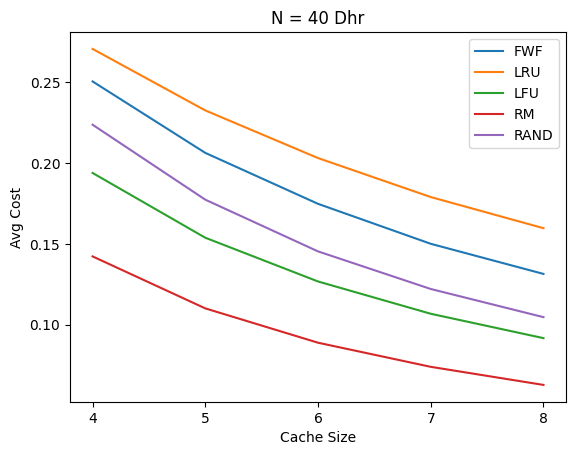 N = 40 Dhr
FWF
LRU
LFU
RM
RAND
Avg Cost
0.25
0.20
0.15
0.10
4 5 6 7 8
Cache Size